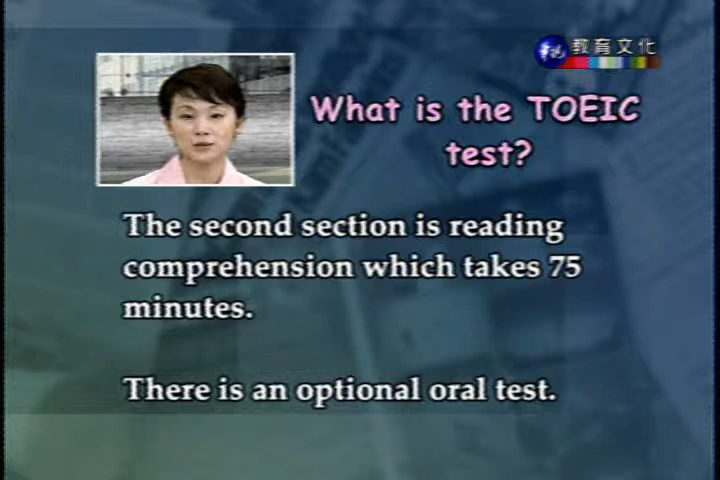 教育文化
What is the TOEIC
test?
The second section is reading
comprehension which takes 75
minutes.
There is an optional oral test.